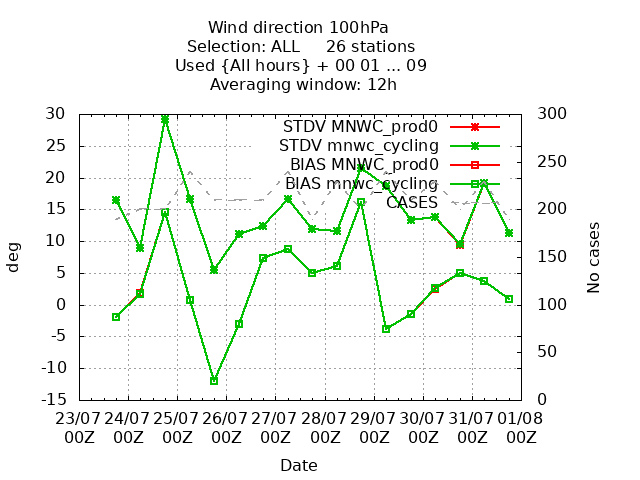 Wind direction 100hPa
Selection: ALL     26 stations
Used {All hours} + 00 01 ... 09
Averaging window: 12h
STDV MNWC_prod0
STDV mnwc_cycling
BIAS MNWC_prod0
BIAS mnwc_cycling
CASES
30
25
20
15
10
5
0
-5
-10
-15
deg
300
250
200
150
100
50
0
No cases
23/07 24/07 25/07 26/07 27/07 28/07 29/07 30/07 31/07 01/08
00Z 00Z 00Z 00Z 00Z 00Z 00Z 00Z 00Z 00Z
Date